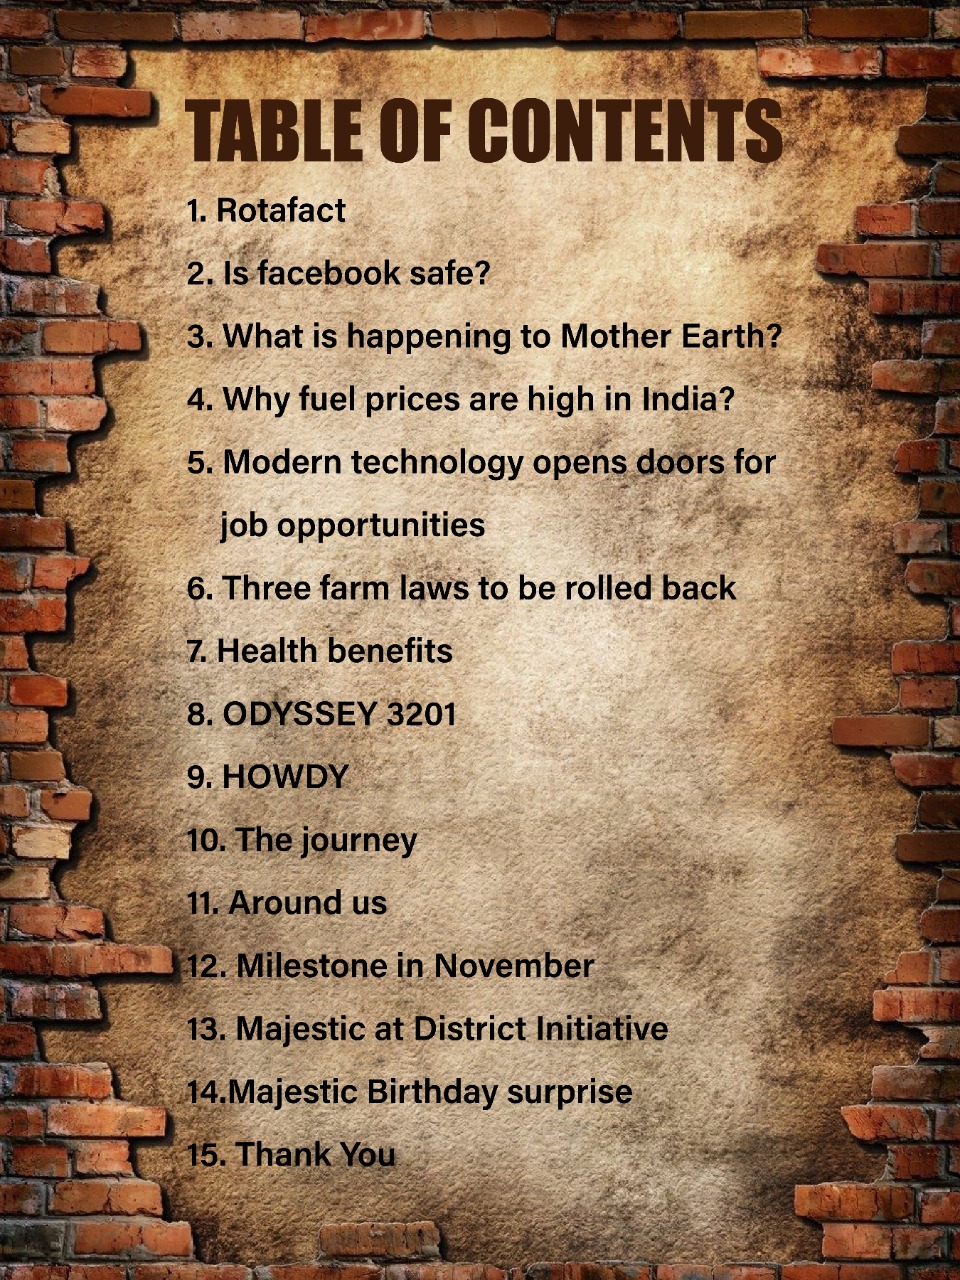 TABLE OF CONTENTS
1. Rotafact
2. Is facebook safe?
3. What is happening to Mother Earth?
4. Why fuel prices are high in India?
5. Modern technology opens doors for
job opportunities
6. Three farm laws to be rolled back
7. Health benefits
8. ODYSSEY 3201
9. HOWDY
10. The journey
11. Around us
12. Milestone in November
13. Majestic at District Initiative
14.Majestic Birthday surprise
15. Thank You